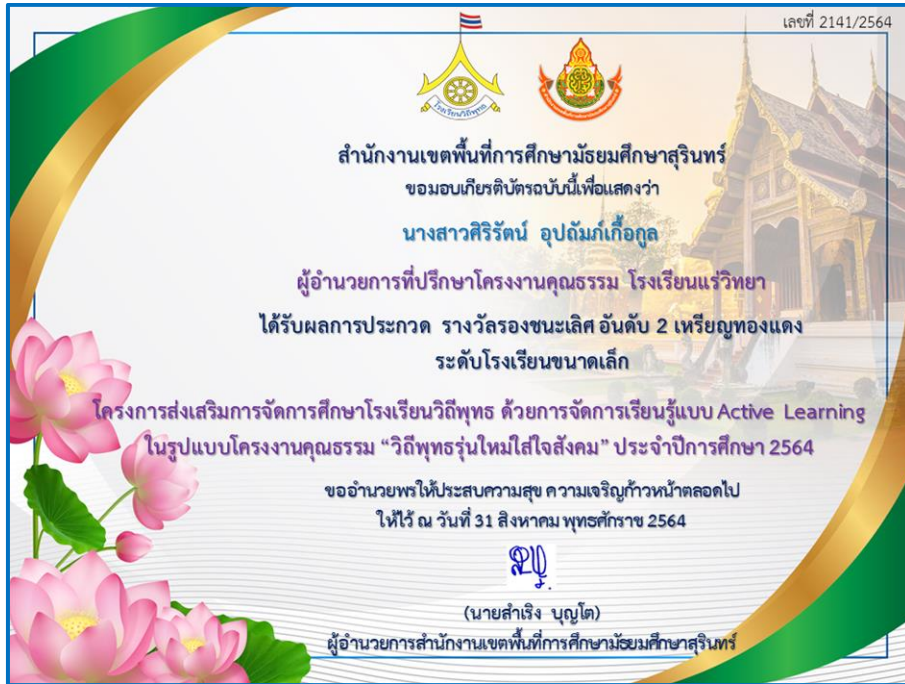 เลขที่ 2141/2564
โรงเรียนวิถีพุทธ
สำนักงานเขตพื้นที่การศึกษามัธยมศึกษาสุรินทร์
ขอมอบเกียรติบัตรฉบับนี้เพื่อแสดงว่า
นางสาวศิริรัตน์ อุปถัมภ์เกื้อกูล
ผู้อำนวยการที่ปรึกษาโครงงานคุณธรรม โรงเรียนแร่วิทยา
ได้รับผลการประกวด รางวัลรองชนะเลิศ อันดับ 2 เหรียญทองแดง
ระดับโรงเรียนขนาดเล็ก
โครงการส่งเสริมการจัดการศึกษาโรงเรียนวิถีพุทธ ด้วยการจัดการเรียนรู้แบบ Active Learning
ในรูปแบบโครงงานคุณธรรม “วิถีพุทธรุ่นใหม่ใส่ใจสังคม” ประจำปีการศึกษา 2564
ขออำนวยพรให้ประสบความสุข ความเจริญก้าวหน้าตลอดไป
ให้ไว้ ณ วันที่ 31 สิงหาคม พุทธศักราช 2564
(นายสำเริง บุญโต)
ผู้อำนวยการสำนักงานเขตพื้นที่การศึกษามัธยมศึกษาสุรินทร์